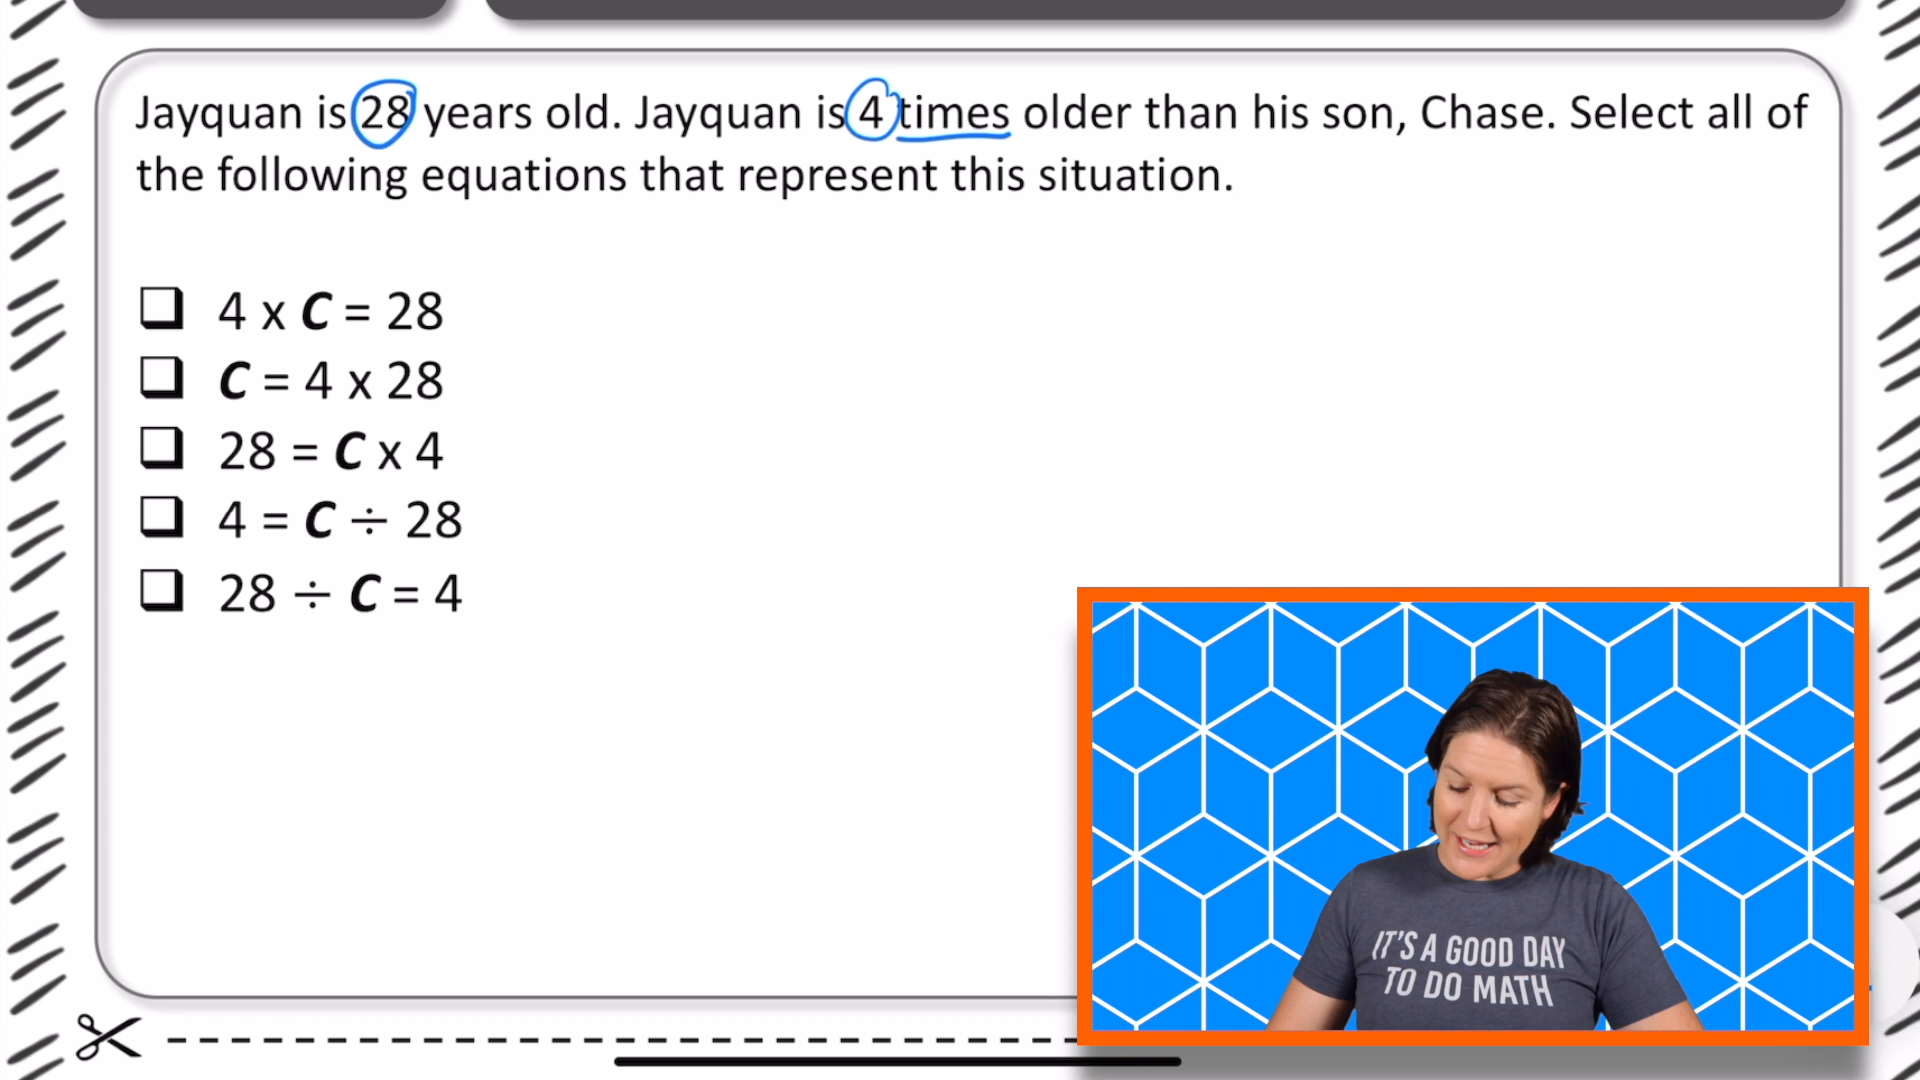 Jayquan is 28 years old. Jayquan is 4 times older than his son, Chase. Select all of
the following equations that represent this situation.
❑ 4 x C = 28
❑ C = 4 x 28
❑ 28 = C x 4
❑ 4 = C ÷ 28
❑ 28 ÷ C = 4
IT'S A GOOD DAY
TO DO MATH